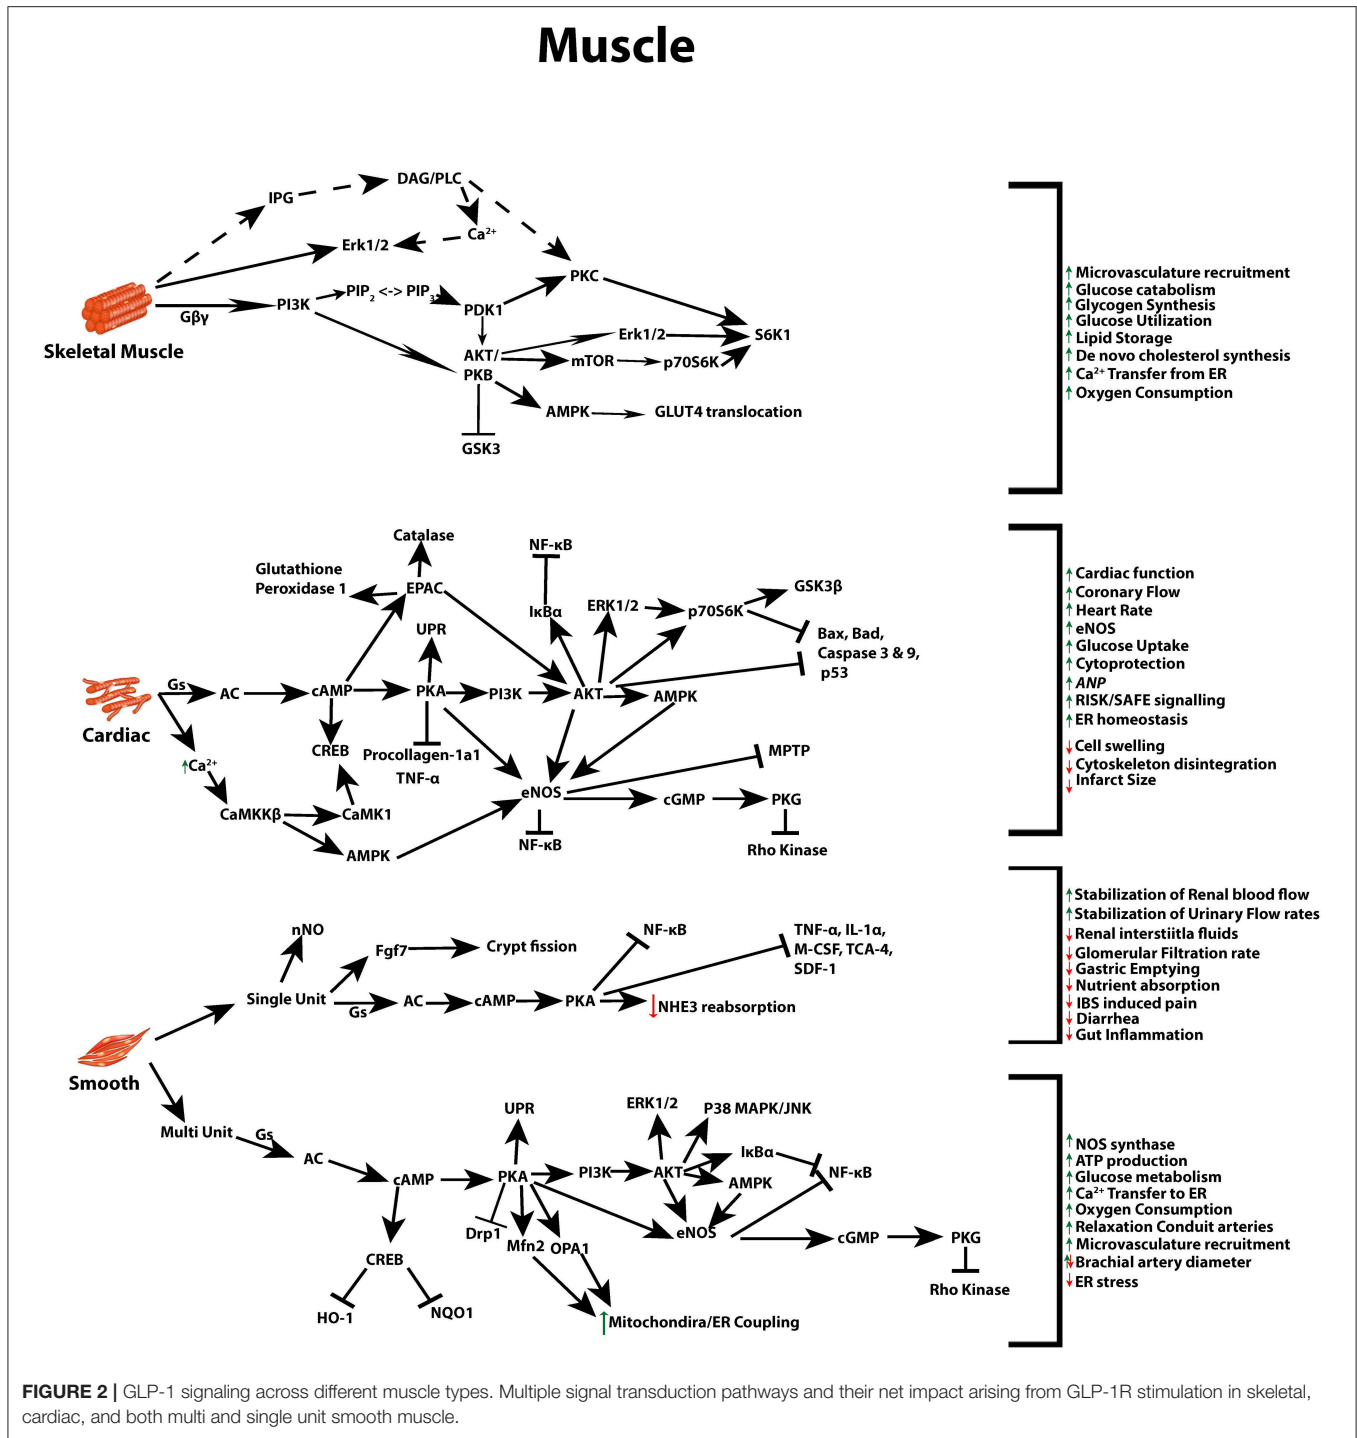 Muscle
IPG
DAG/PLC
Ca²⁺
Erk1/2
PKC
PI3K
PIP₂ <-> PIP₃
PDK1
Gβγ
Skeletal Muscle
AKT/
PKB
Erk1/2
S6K1
mTOR
p70S6K
AMPK
GLUT4 translocation
GSK3
Microvasculature recruitment
Glucose catabolism
Glycogen Synthesis
Glucose Utilization
Lipid Storage
De novo cholesterol synthesis
Ca²⁺ Transfer from ER
Oxygen Consumption
Catalase
NF-κB
Glutathione
Peroxidase 1
EPAC
GSK3β
IκBα
ERK1/2
p70S6K
UPR
Bax, Bad,
Caspase 3 & 9,
p53
Gs
AC
cAMP
PKA
PI3K
AKT
AMPK
Cardiac
CREB
Procollagen-1a1
TNF-α
MPTP
↑Ca²⁺
eNOS
cGMP
PKG
CaMKKβ
CaMK1
NF-κB
Rho Kinase
AMPK
Cardiac function
Coronary Flow
Heart Rate
eNOS
Glucose Uptake
Cytoprotection
ANP
RISK/SAFE signalling
ER homeostasis
Cell swelling
Cytoskeleton disintegration
Infarct Size
nNO
Fgf7
Crypt fission
NF-κB
TNF-α, IL-1α,
M-CSF, TCA-4,
SDF-1
Single Unit
Gs
AC
cAMP
PKA
NHE3 reabsorption
Smooth
Stabilization of Renal blood flow
Stabilization of Urinary Flow rates
Renal interstiitla fluids
Glomerular Filtration rate
Gastric Emptying
Nutrient absorption
IBS induced pain
Diarrhea
Gut Inflammation
Multi Unit
Gs
AC
cAMP
UPR
PKA
PI3K
AKT
ERK1/2
P38 MAPK/JNK
IκBα
AMPK
NF-κB
Drp1
Mfn2
OPA1
eNOS
cGMP
PKG
CREB
Rho Kinase
HO-1
NQO1
Mitochondira/ER Coupling
NOS synthase
ATP production
Glucose metabolism
Ca²⁺ Transfer to ER
Oxygen Consumption
Relaxation Conduit arteries
Microvasculature recruitment
Brachial artery diameter
ER stress
FIGURE 2 | GLP-1 signaling across different muscle types. Multiple signal transduction pathways and their net impact arising from GLP-1R stimulation in skeletal,
cardiac, and both multi and single unit smooth muscle.